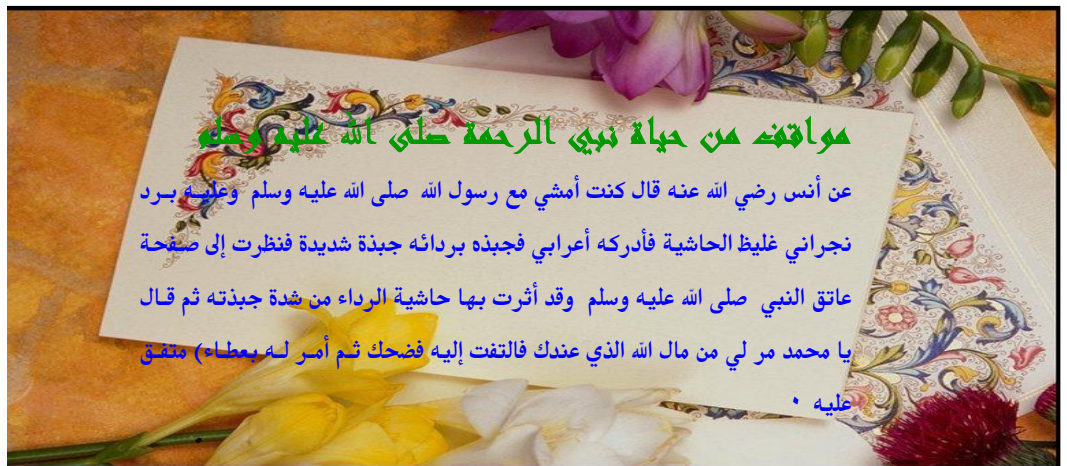 مواقف من حياة نبي الرحمة صلى الله عليه وسلم
عن أنس رضي الله عنه قال كنت أمشي مع رسول الله صلى الله عليه وسلم وعليه برد
نجراني غليظ الحاشية فأدركه أعرابي فجبذه بردائه جبذة شديدة فنظرت إلى صفحة
عاتق النبي صلى الله عليه وسلم وقد أثرت بها حاشية الرداء من شدة جبذته ثم قال
يا محمد مر لي من مال الله الذي عندك فالتفت إليه فضحك ثم أمر له بعطاء) متفق
عليه ٠